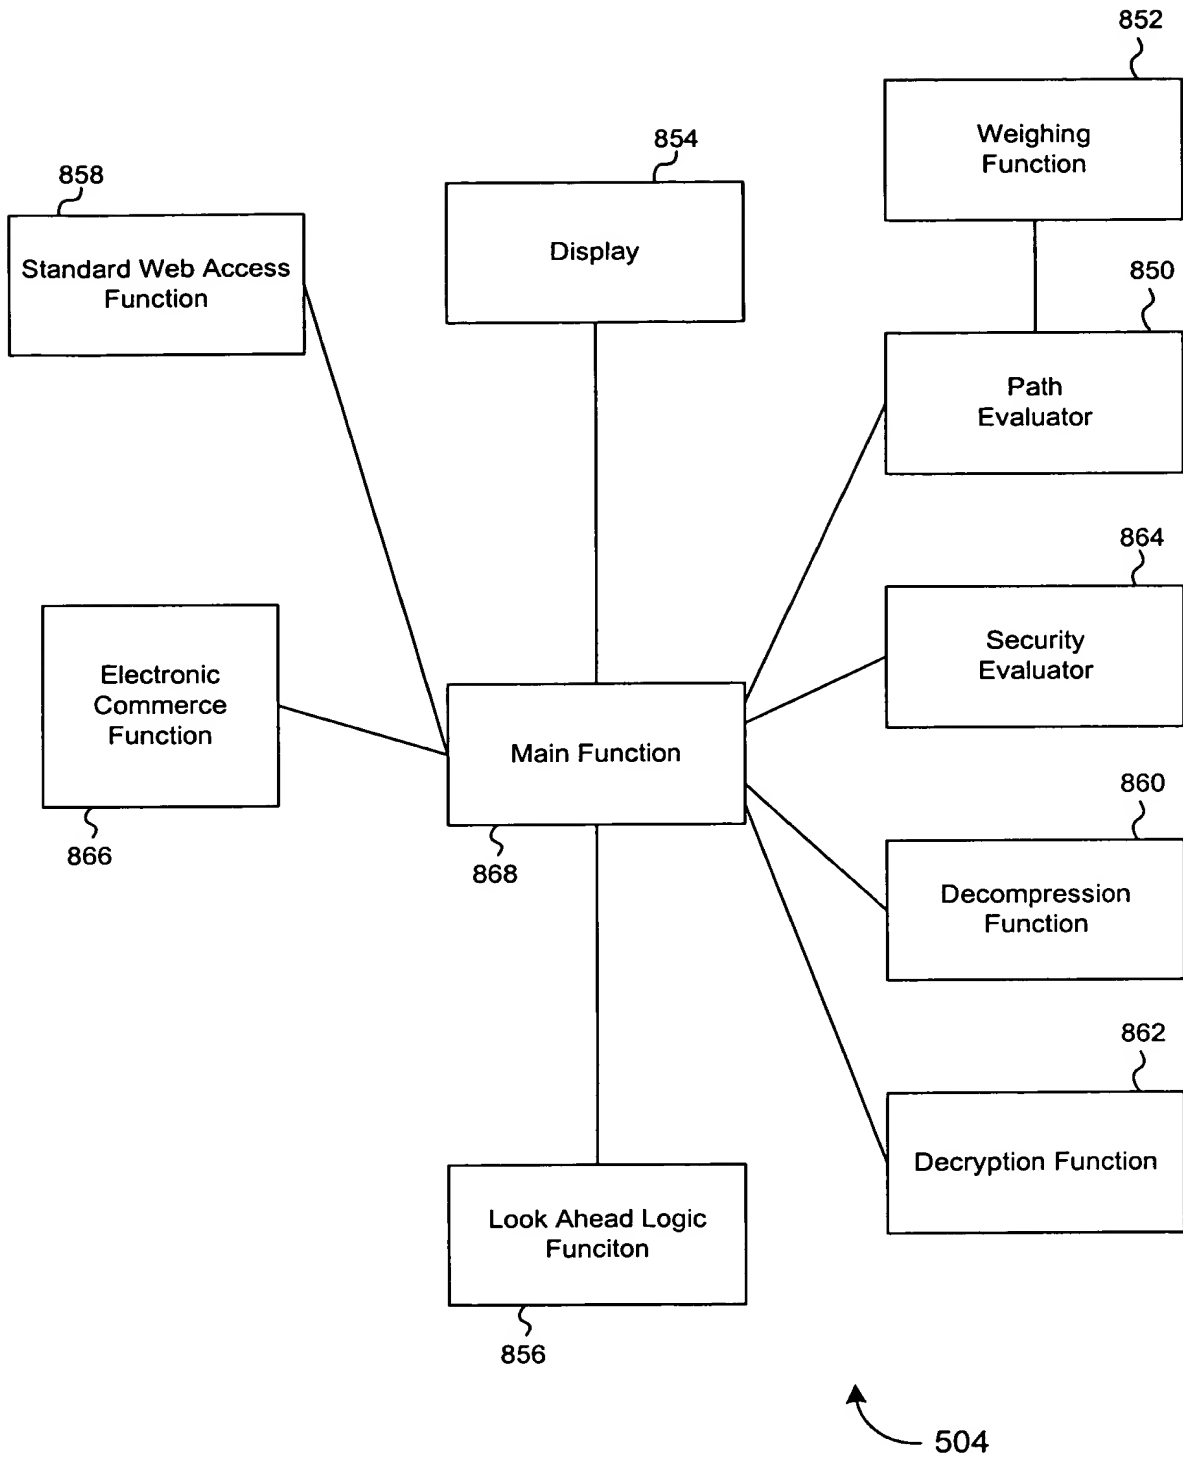 852
Weighing
Function
854
858
Display
Standard Web Access
Function
850
Path
Evaluator
864
Security
Evaluator
Electronic
Commerce
Function
Main Function
860
866
868
Decompression
Function
862
Decryption Function
Look Ahead Logic
Funciton
856
504